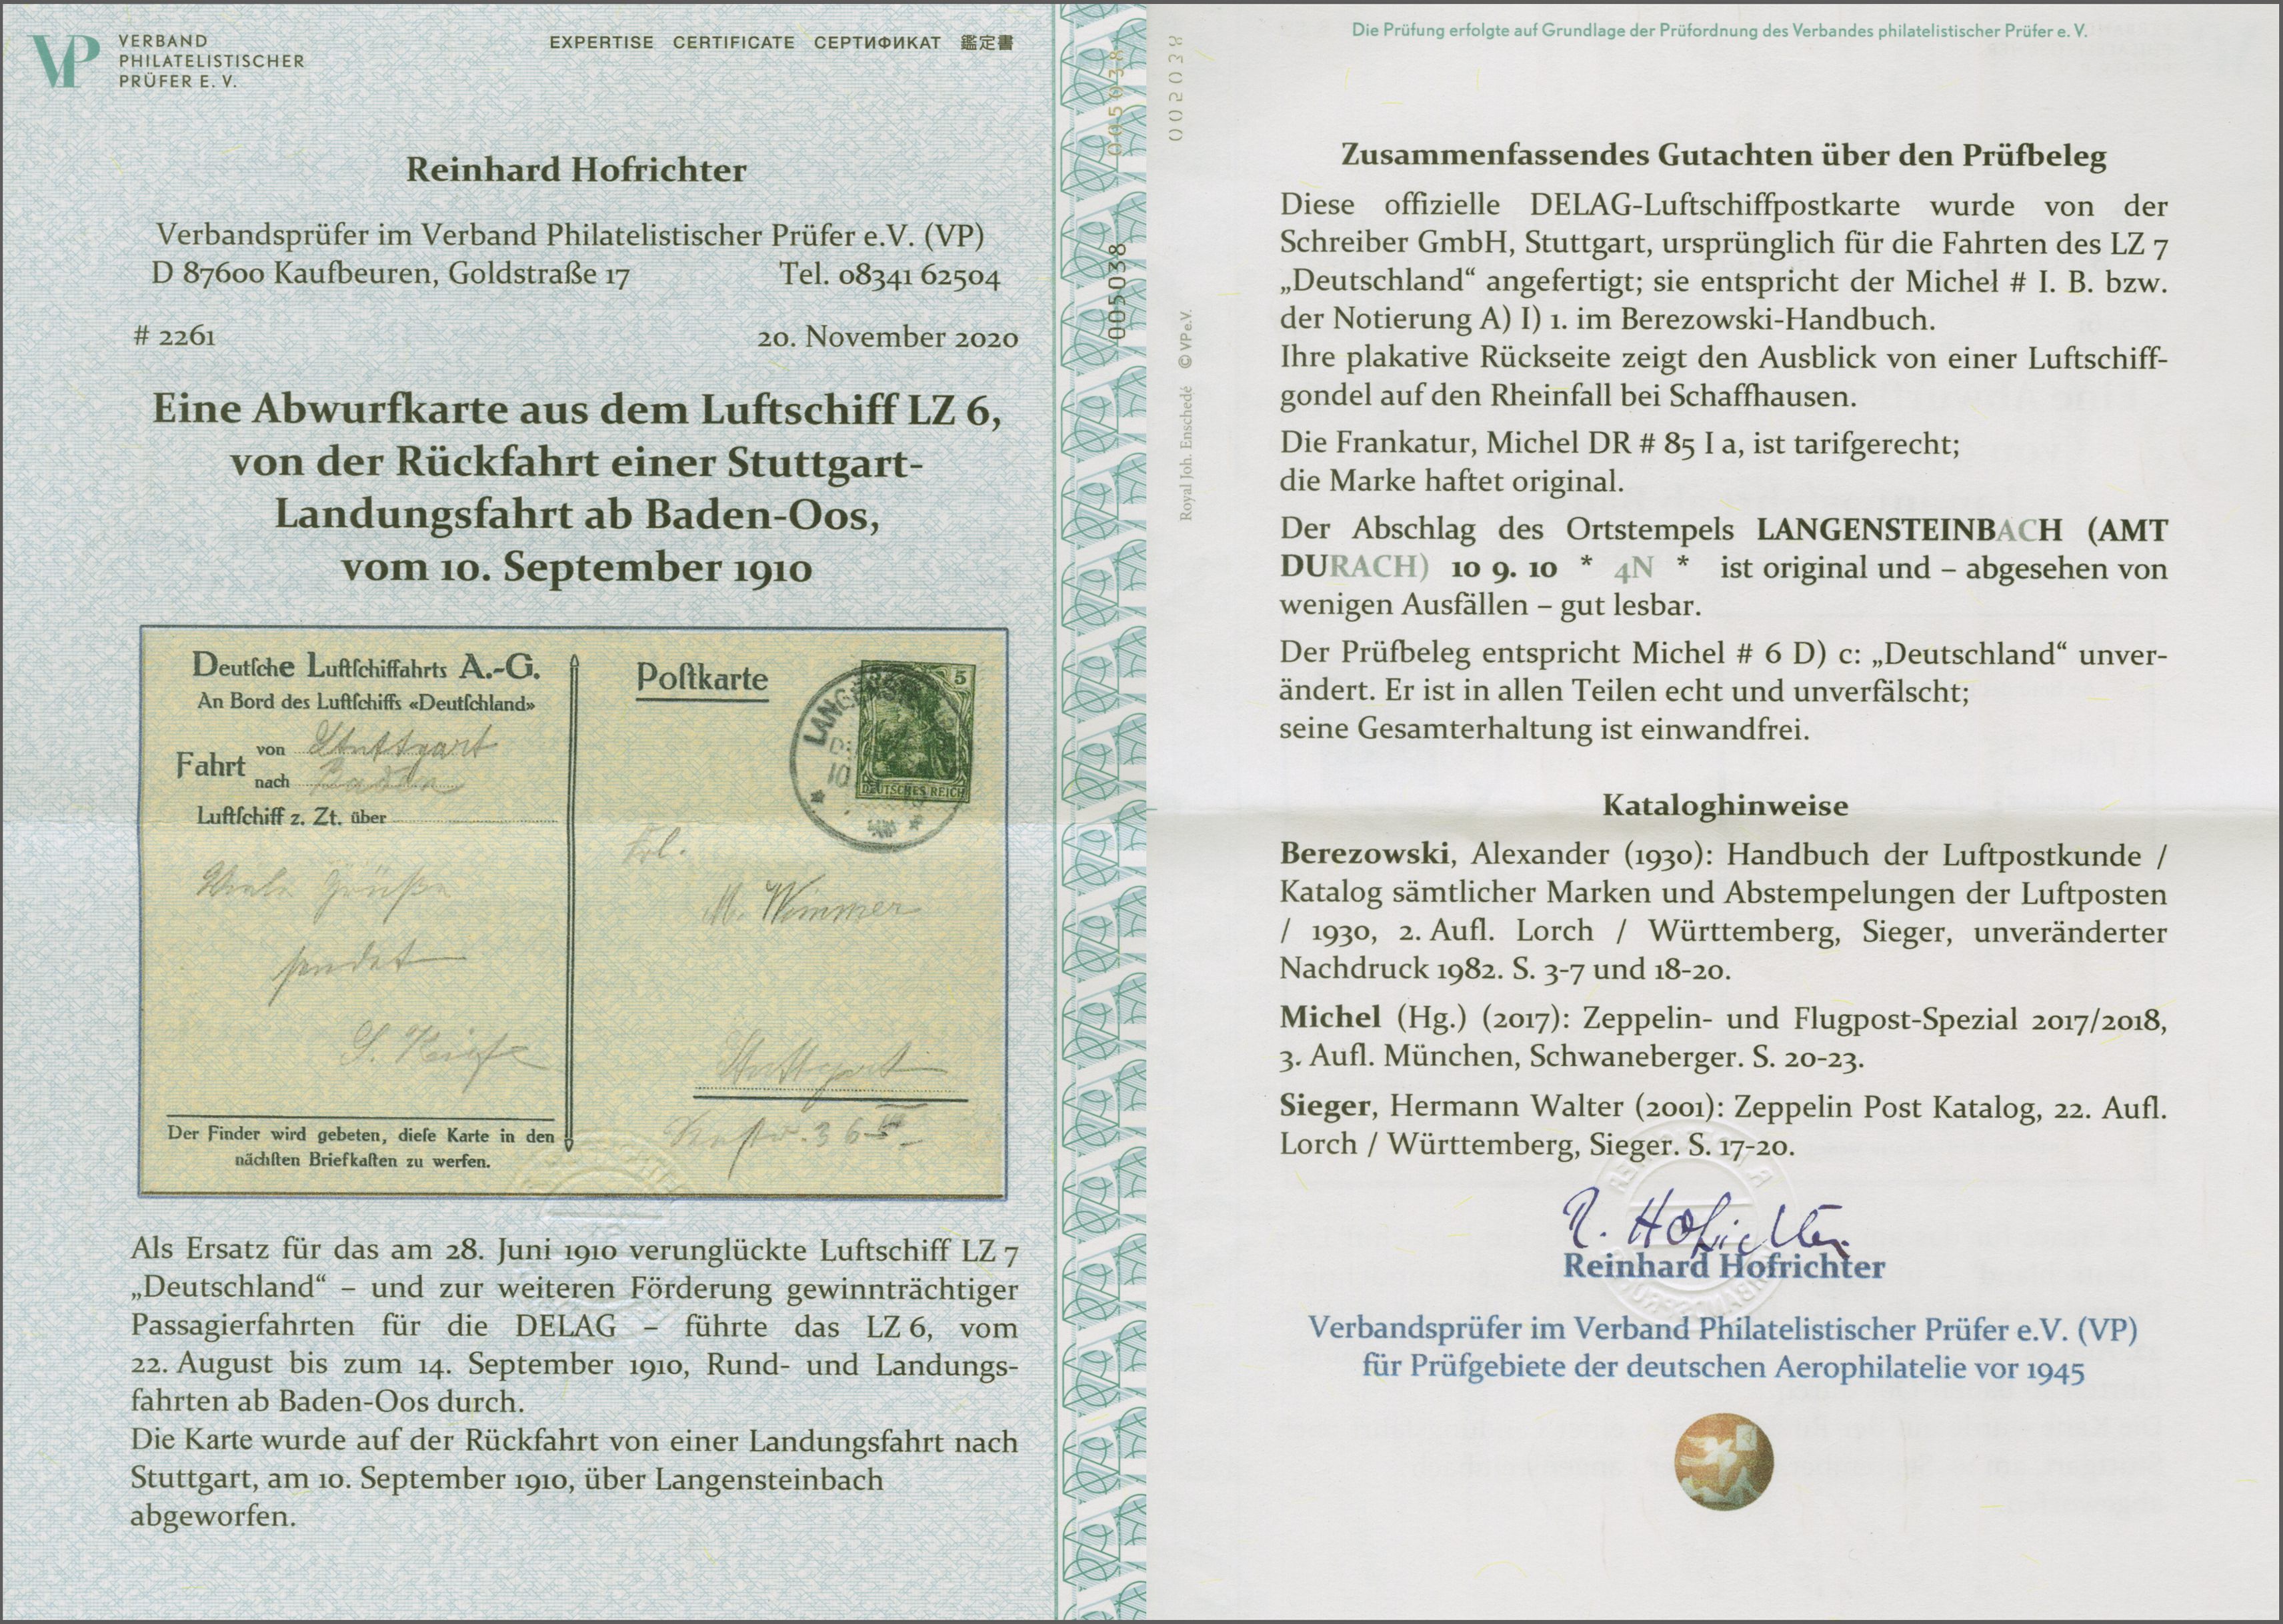 VP
VERBAND
PHILATELISTISCHER
PRÜFER E. V.
EXPERTISE CERTIFICATE СЕРТИФИКАТ 鑑定書
Reinhard Hofrichter
Verbandsprüfer im Verband Philatelistischer Prüfer e.V. (VP)
D 87600 Kaufbeuren, Goldstraße 17 Tel. 08341 62504
# 2261 20. November 2020
Eine Abwurfkarte aus dem Luftschiff LZ 6,
von der Rückfahrt einer Stuttgart-
Landungsfahrt ab Baden-Oos,
vom 10. September 1910
Deutſche Luftſchiffahrts A.-G.
An Bord des Luftſchiffs «Deutſchland»
Fahrt von Stuttgart
nach Baden
Luftſchiff z. Zt. über
Viele Grüße
sendet
Der Finder wird gebeten, dieſe Karte in den
nächſten Briefkaſten zu werfen.
Poſtkarte
5
DEUTSCHES REICH
LANGENS
10
Frl.
M. Wimmer
Stuttgart
Als Ersatz für das am 28. Juni 1910 verunglückte Luftschiff LZ 7
„Deutschland“ – und zur weiteren Förderung gewinnträchtiger
Passagierfahrten für die DELAG – führte das LZ 6, vom
22. August bis zum 14. September 1910, Rund- und Landungs-
fahrten ab Baden-Oos durch.
Die Karte wurde auf der Rückfahrt von einer Landungsfahrt nach
Stuttgart, am 10. September 1910, über Langensteinbach
abgeworfen.
005038
005038
005038
Royal Joh. Enschedé © VP e.V.
Die Prüfung erfolgte auf Grundlage der Prüfordnung des Verbandes philatelistischer Prüfer e. V.
Zusammenfassendes Gutachten über den Prüfbeleg
Diese offizielle DELAG-Luftschiffpostkarte wurde von der
Schreiber GmbH, Stuttgart, ursprünglich für die Fahrten des LZ 7
„Deutschland“ angefertigt; sie entspricht der Michel # I. B. bzw.
der Notierung A) I) 1. im Berezowski-Handbuch.
Ihre plakative Rückseite zeigt den Ausblick von einer Luftschiff-
gondel auf den Rheinfall bei Schaffhausen.
Die Frankatur, Michel DR # 85 I a, ist tarifgerecht;
die Marke haftet original.
Der Abschlag des Ortstempels LANGENSTEINBACH (AMT
DURACH) 10 9. 10 * 4N * ist original und – abgesehen von
wenigen Ausfällen – gut lesbar.
Der Prüfbeleg entspricht Michel # 6 D) c: „Deutschland“ unver-
ändert. Er ist in allen Teilen echt und unverfälscht;
seine Gesamterhaltung ist einwandfrei.
Kataloghinweise
Berezowski, Alexander (1930): Handbuch der Luftpostkunde /
Katalog sämtlicher Marken und Abstempelungen der Luftposten
/ 1930, 2. Aufl. Lorch / Württemberg, Sieger, unveränderter
Nachdruck 1982. S. 3-7 und 18-20.
Michel (Hg.) (2017): Zeppelin- und Flugpost-Spezial 2017/2018,
3. Aufl. München, Schwaneberger. S. 20-23.
Sieger, Hermann Walter (2001): Zeppelin Post Katalog, 22. Aufl.
Lorch / Württemberg, Sieger. S. 17-20.
R. Hofrichter
Reinhard Hofrichter
Verbandsprüfer im Verband Philatelistischer Prüfer e.V. (VP)
für Prüfgebiete der deutschen Aerophilatelie vor 1945